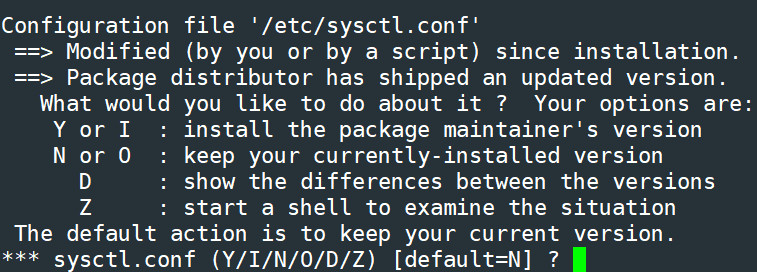 Configuration file '/etc/sysctl.conf'
 ==> Modified (by you or by a script) since installation.
 ==> Package distributor has shipped an updated version.
   What would you like to do about it ?  Your options are:
    Y or I  : install the package maintainer's version
    N or O  : keep your currently-installed version
      D     : show the differences between the versions
      Z     : start a shell to examine the situation
 The default action is to keep your current version.
*** sysctl.conf (Y/I/N/O/D/Z) [default=N] ?